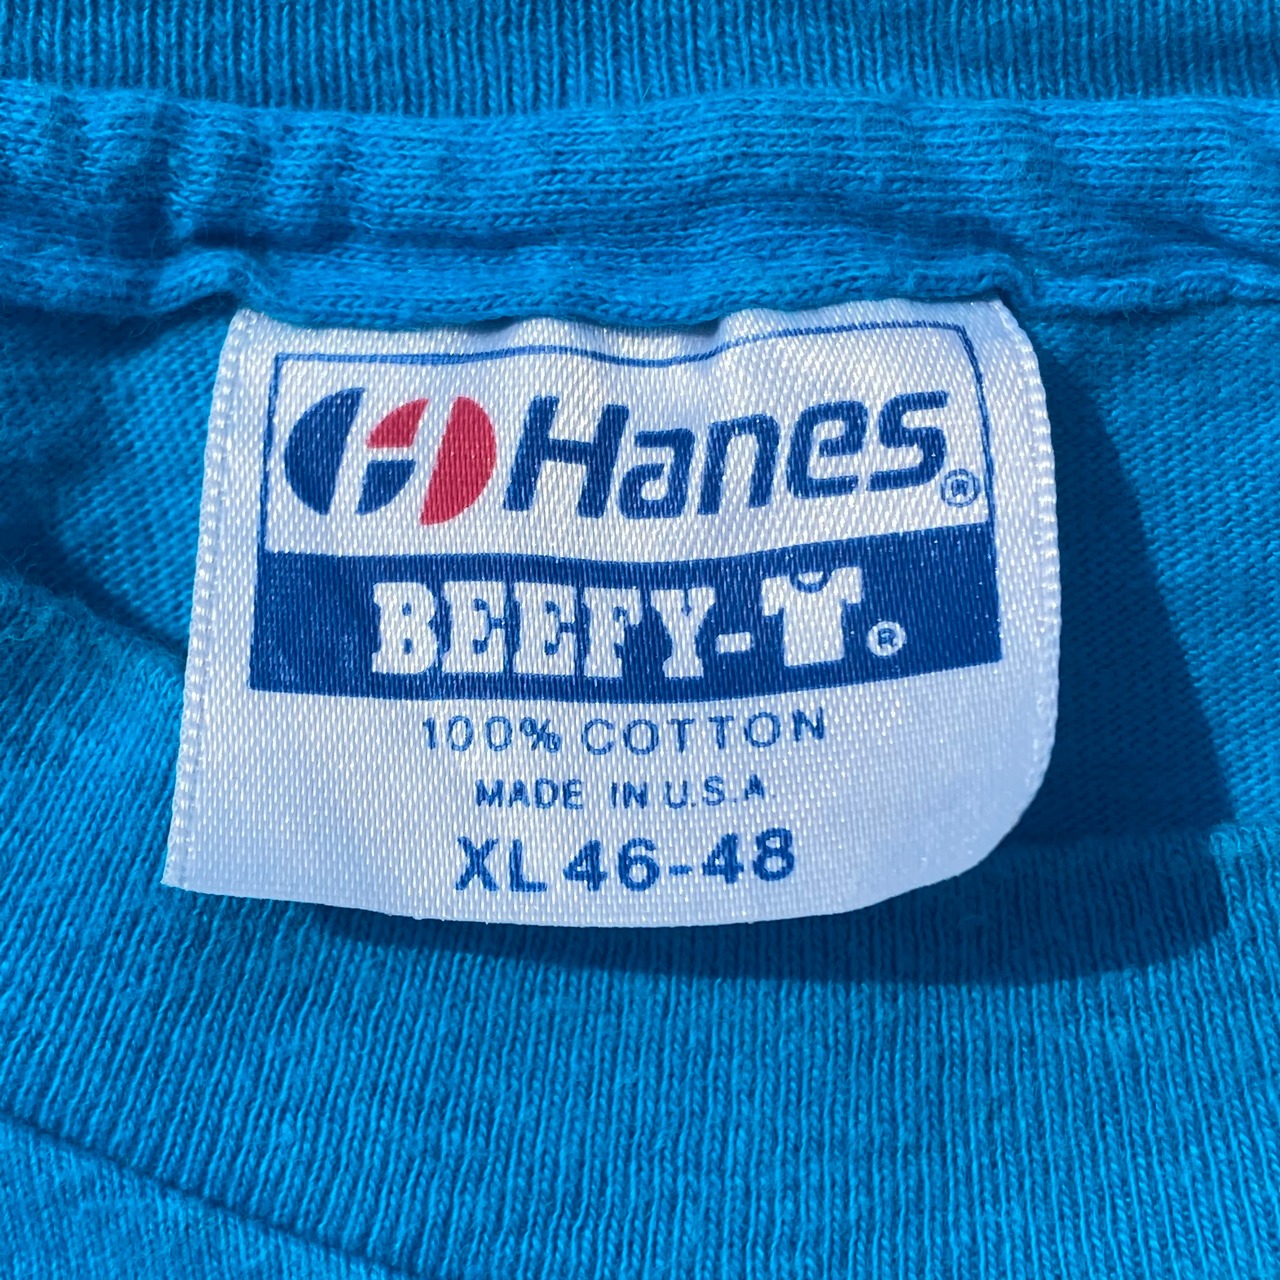 Hanes®
BEEFY-T®
100% COTTON
MADE IN U.S.A.
XL 46-48